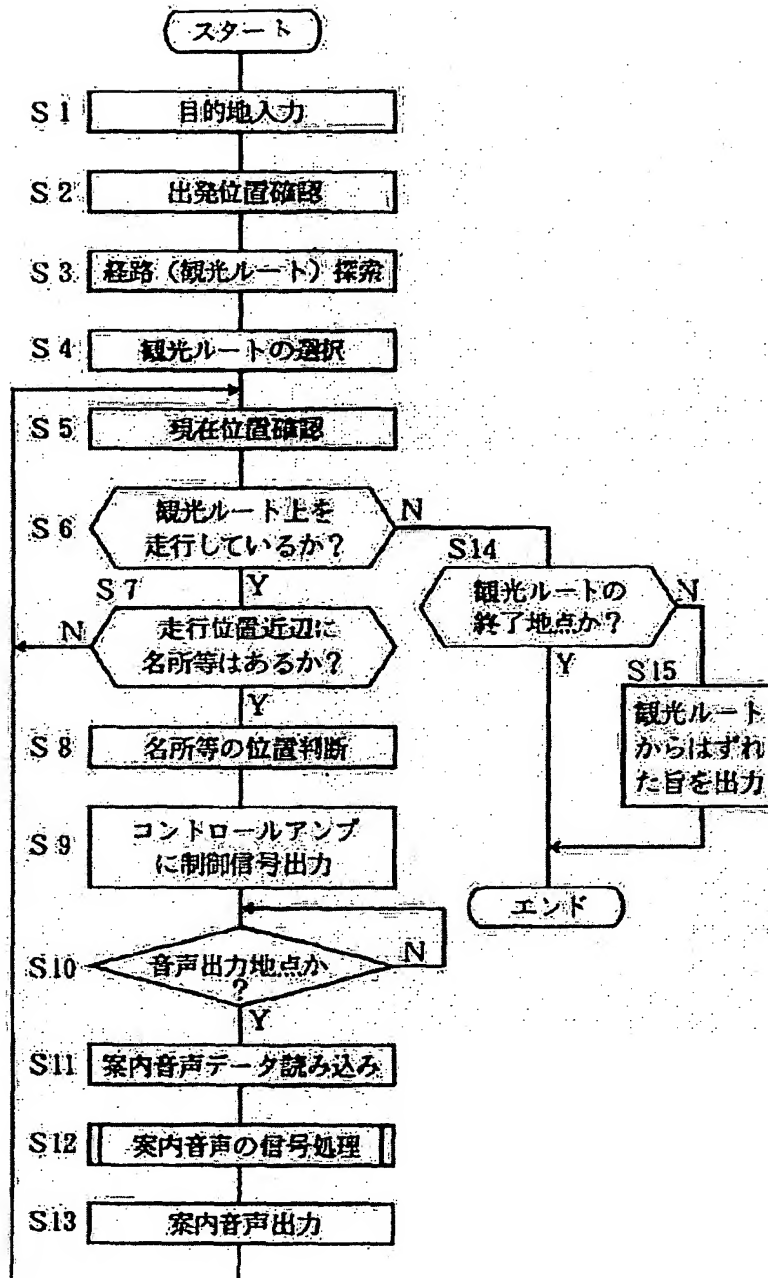 スタート
S1 目的地入力
S2 出発位置確認
S3 経路(観光ルート)探索
S4 観光ルートの選択
S5 現在位置確認
S6 観光ルート上を
走行しているか?
N
Y
S7 走行位置近辺に
名所等はあるか?
N
Y
S8 名所等の位置判断
S9 コントロールアンプ
に制御信号出力
S10 音声出力地点か
?
N
Y
S11 案内音声データ読み込み
S12 案内音声の信号処理
S13 案内音声出力
S14
観光ルートの
終了地点か?
N
Y
S15
観光ルート
からはずれ
た旨を出力
エンド